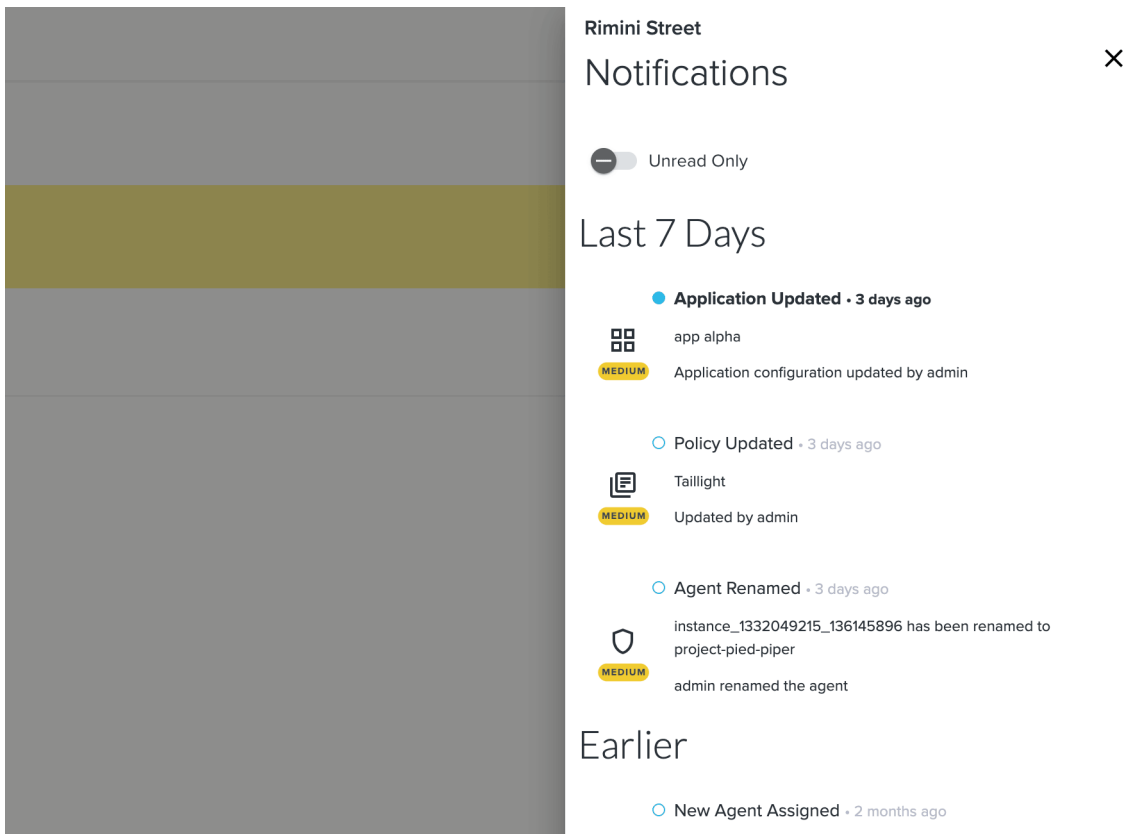 Rimini Street
Notifications
Unread Only
Last 7 Days
Application Updated • 3 days ago
app alpha
MEDIUM
Application configuration updated by admin
Policy Updated • 3 days ago
Taillight
MEDIUM
Updated by admin
Agent Renamed • 3 days ago
instance_1332049215_136145896 has been renamed to
project-pied-piper
MEDIUM
admin renamed the agent
Earlier
New Agent Assigned • 2 months ago